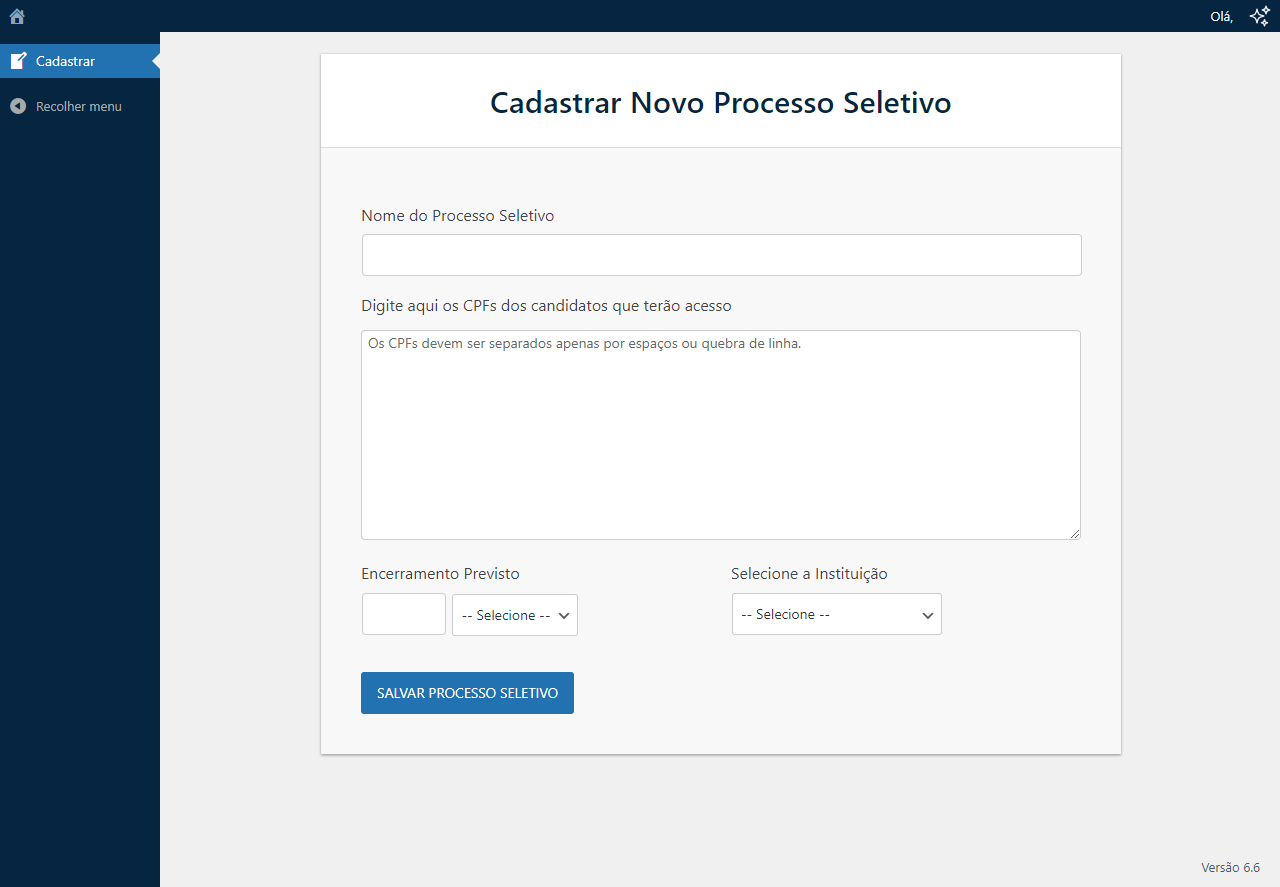 Olá,
Cadastrar
Recolher menu
Cadastrar Novo Processo Seletivo
Nome do Processo Seletivo
Digite aqui os CPFs dos candidatos que terão acesso
Os CPFs devem ser separados apenas por espaços ou quebra de linha.
Encerramento Previsto
Selecione a Instituição
-- Selecione --
-- Selecione --
SALVAR PROCESSO SELETIVO
Versão 6.6